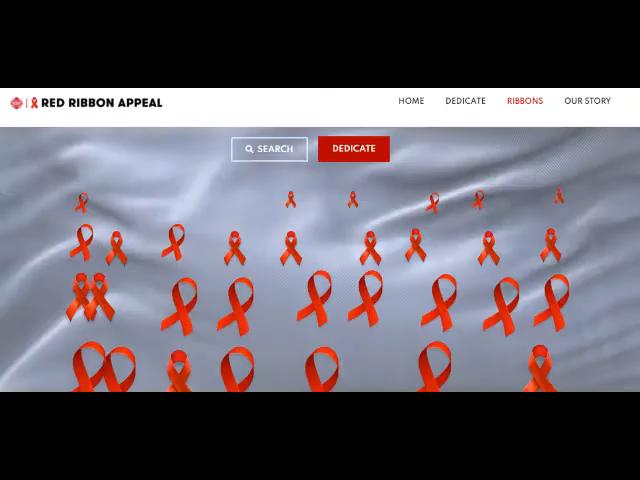 RED RIBBON APPEAL
HOME DEDICATE RIBBONS OUR STORY
SEARCH DEDICATE